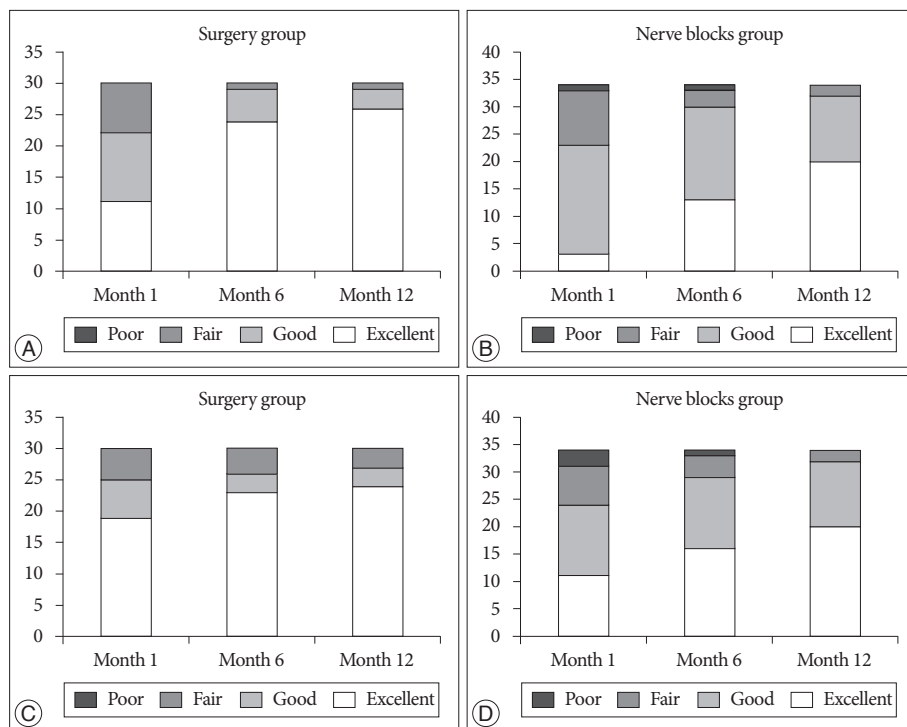 Surgery group
35
30
25
20
15
10
5
0
Month 1 Month 6 Month 12
Poor Fair Good Excellent
A
Nerve blocks group
40
35
30
25
20
15
10
5
0
Month 1 Month 6 Month 12
Poor Fair Good Excellent
B
Surgery group
35
30
25
20
15
10
5
0
Month 1 Month 6 Month 12
Poor Fair Good Excellent
C
Nerve blocks group
40
35
30
25
20
15
10
5
0
Month 1 Month 6 Month 12
Poor Fair Good Excellent
D